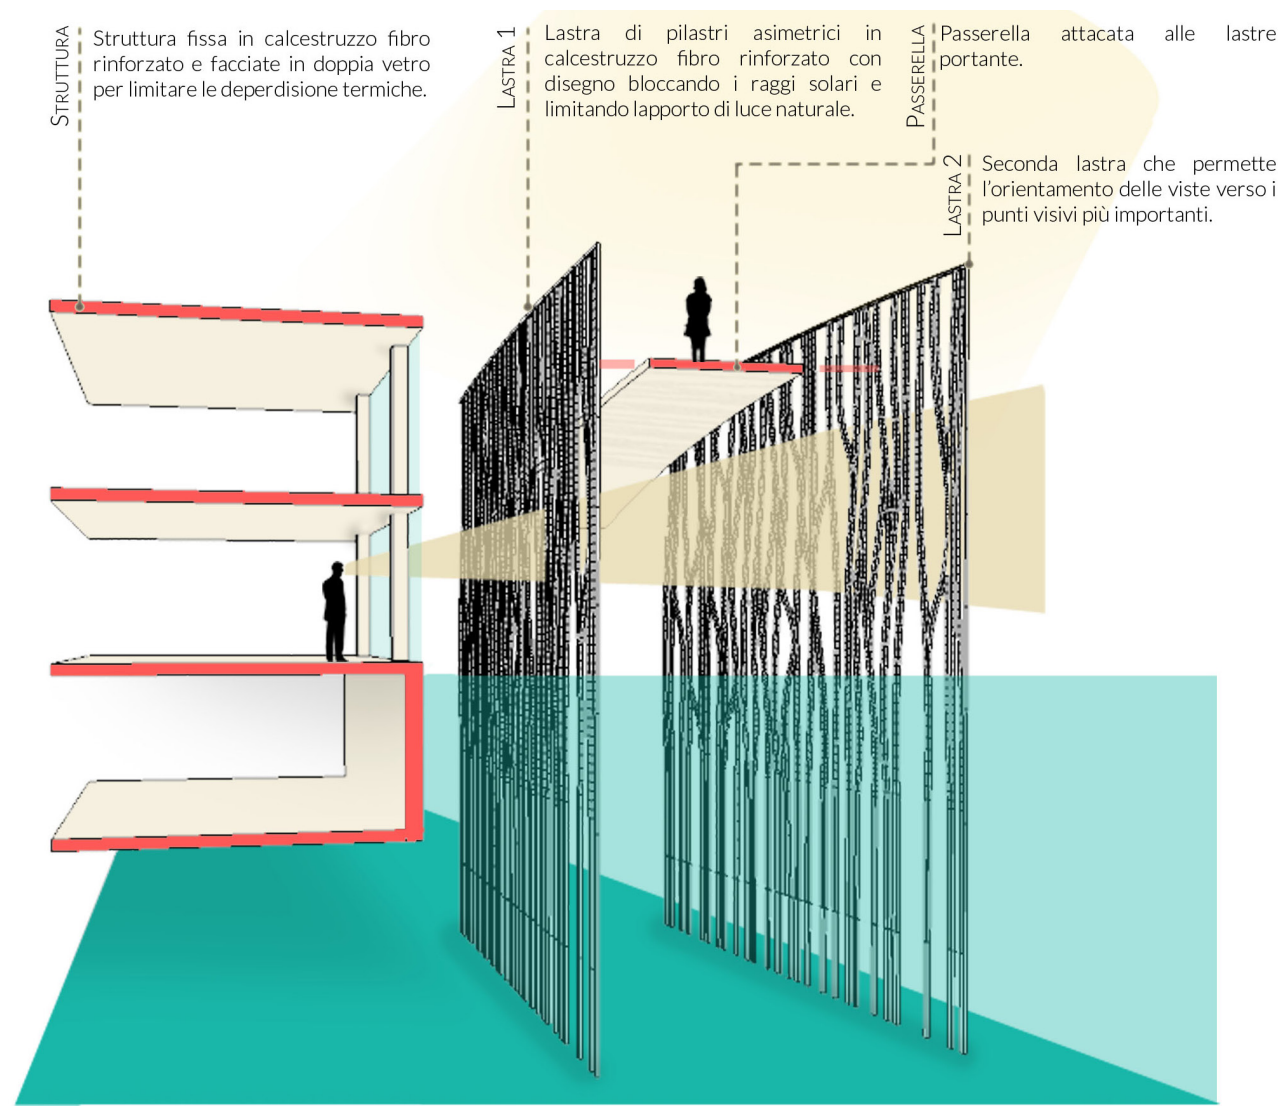 STRUTTURA
Struttura fissa in calcestruzzo fibro
rinforzato e facciate in doppia vetro
per limitare le deperdisione termiche.
LASTRA 1
Lastra di pilastri asimetrici in
calcestruzzo fibro rinforzato con
disegno bloccando i raggi solari e
limitando lapporto di luce naturale.
PASSERELLA
Passerella attacata alle lastre
portante.
LASTRA 2
Seconda lastra che permette
l'orientamento delle viste verso i
punti visivi più importanti.